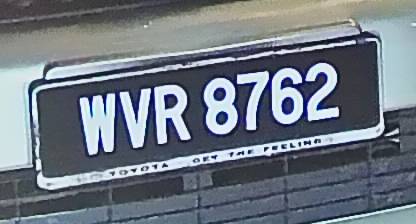 WVR 8762
TOYOTA GET THE FEELING